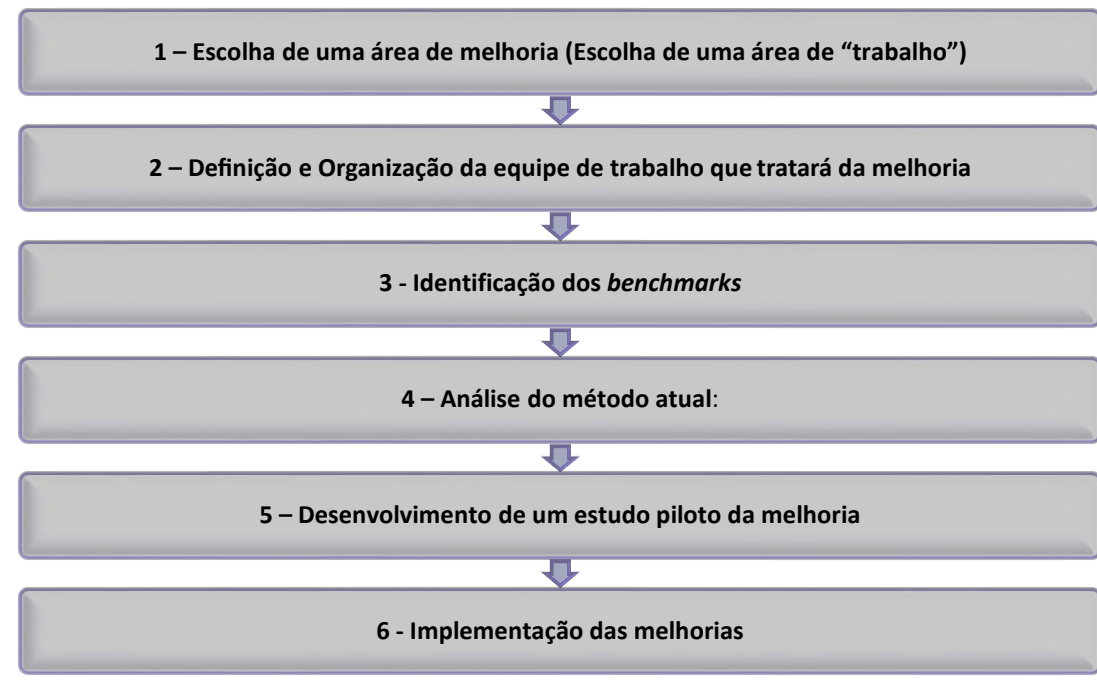 1 – Escolha de uma área de melhoria (Escolha de uma área de “trabalho”)
2 – Definição e Organização da equipe de trabalho que tratará da melhoria
3 - Identificação dos benchmarks
4 – Análise do método atual:
5 – Desenvolvimento de um estudo piloto da melhoria
6 - Implementação das melhorias